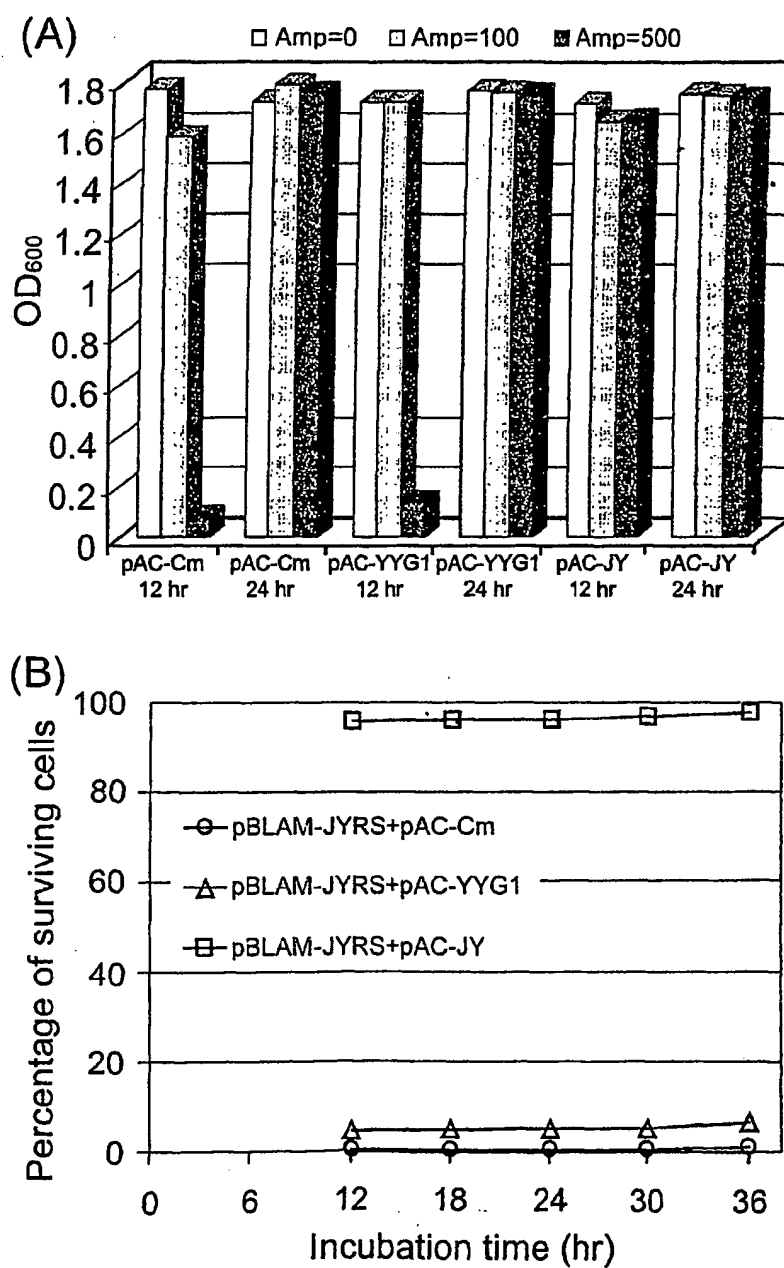 (A)
Amp=0 Amp=100 Amp=500
OD600
1.8
1.6
1.4
1.2
1
0.8
0.6
0.4
0.2
0
pAC-Cm pAC-Cm pAC-YYG1 pAC-YYG1 pAC-JY pAC-JY
12 hr 24 hr 12 hr 24 hr 12 hr 24 hr
(B)
Percentage of surviving cells
100
80
60
40
20
0
pBLAM-JYRS+pAC-Cm
pBLAM-JYRS+pAC-YYG1
pBLAM-JYRS+pAC-JY
0 6 12 18 24 30 36
Incubation time (hr)